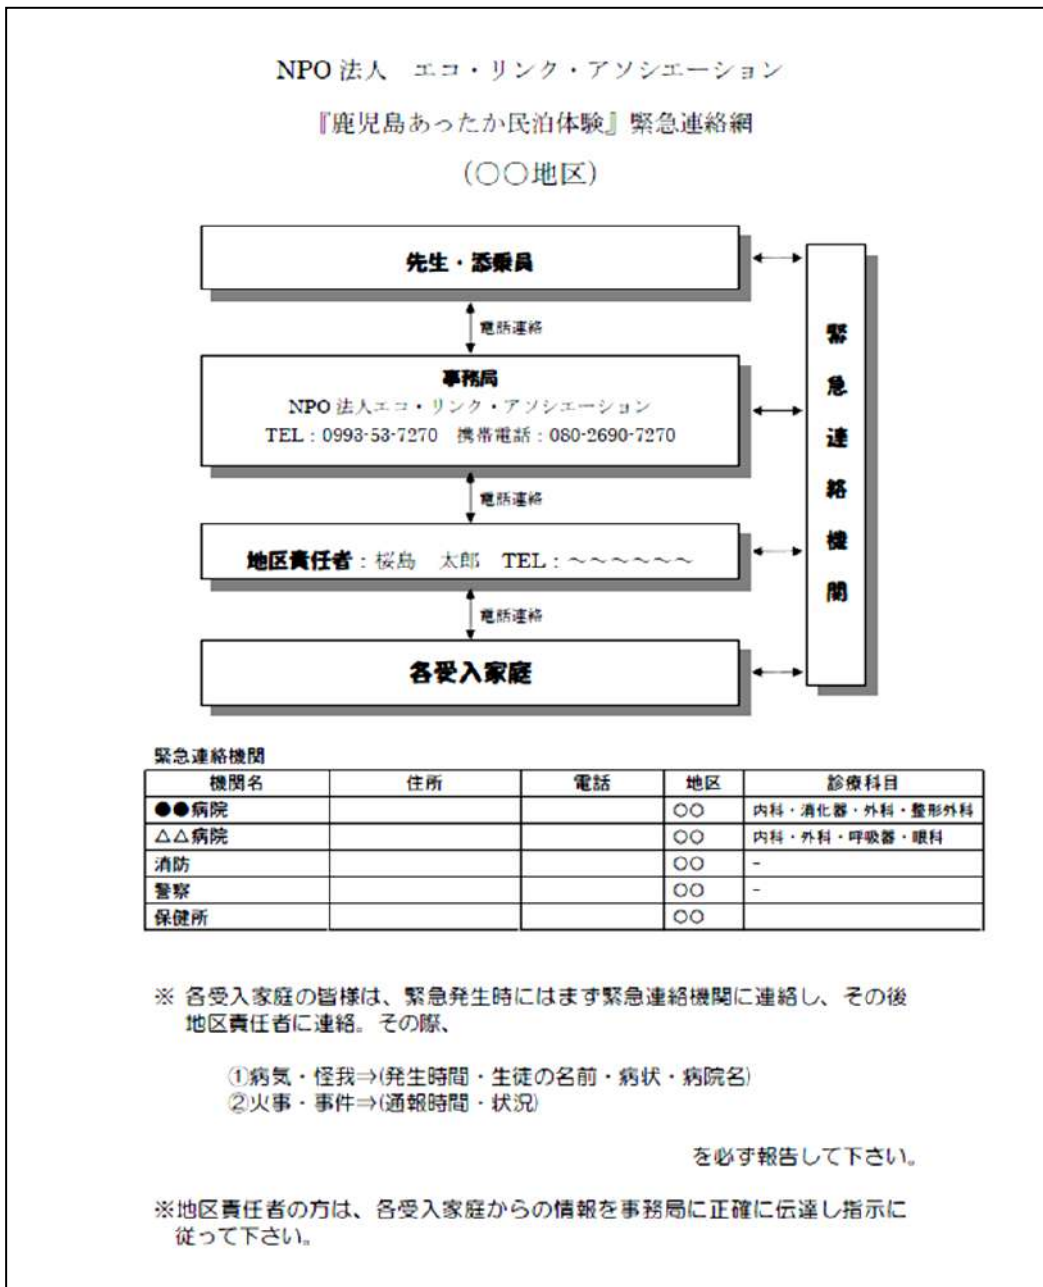 NPO 法人　エコ・リンク・アソシエーション
『鹿児島あったか民泊体験』緊急連絡網
(○○地区)
先生・添乗員
電話連絡
事務局
NPO 法人エコ・リンク・アソシエーション
TEL：0993-53-7270　携帯電話：080-2690-7270
電話連絡
地区責任者：桜島　太郎　TEL：～～～～～～
電話連絡
各受入家庭
緊急連絡機関
緊急連絡機関
機関名 住所 電話 地区 診療科目
●●病院 ○○ 内科・消化器・外科・整形外科
△△病院 ○○ 内科・外科・呼吸器・眼科
消防 ○○ -
警察 ○○ -
保健所 ○○
※ 各受入家庭の皆様は、緊急発生時にはまず緊急連絡機関に連絡し、その後
地区責任者に連絡。その際、
①病気・怪我⇒(発生時間・生徒の名前・病状・病院名)
②火事・事件⇒(通報時間・状況)
を必ず報告して下さい。
※地区責任者の方は、各受入家庭からの情報を事務局に正確に伝達し指示に
従って下さい。